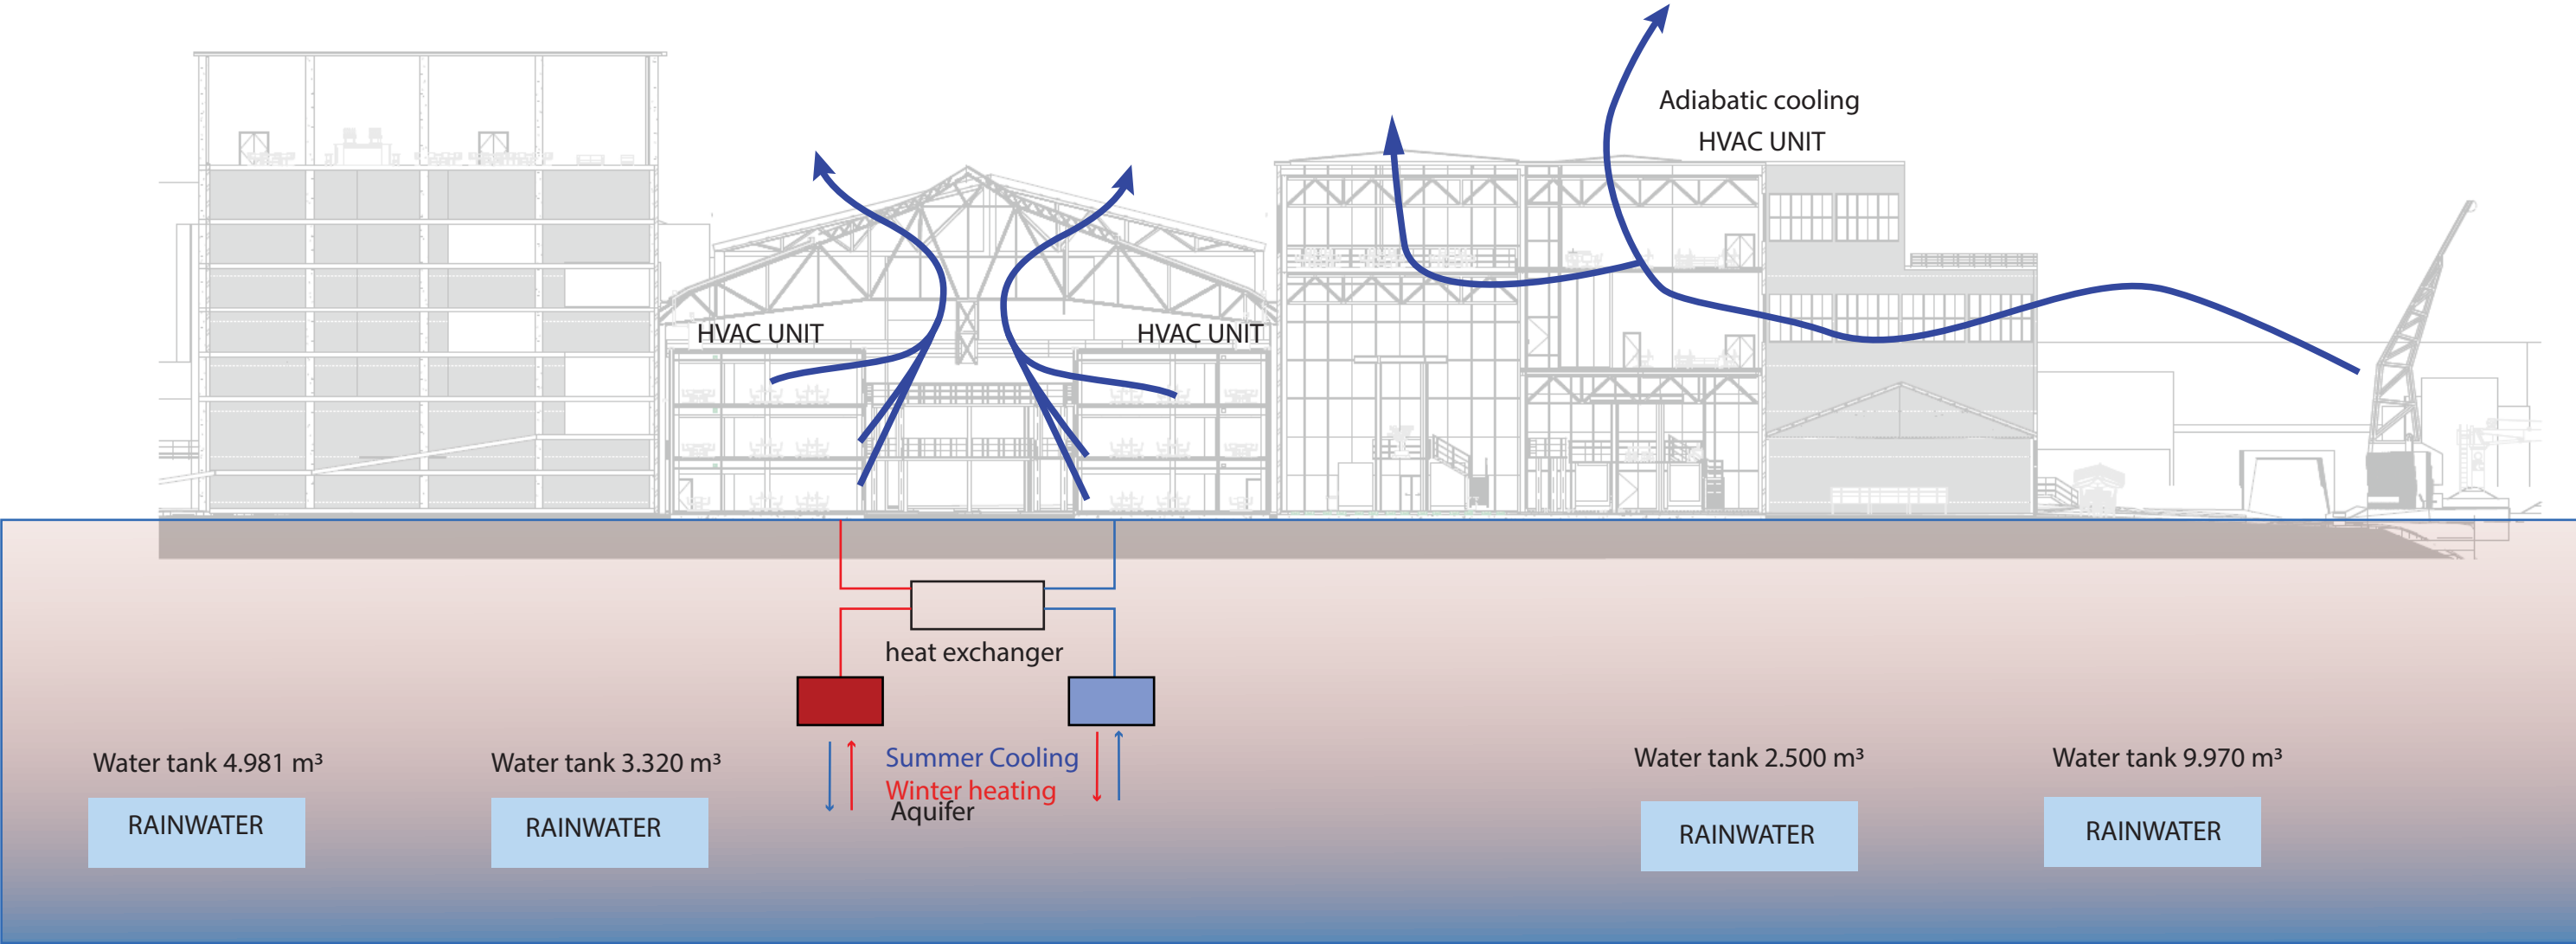 Adiabatic cooling
HVAC UNIT
HVAC UNIT
HVAC UNIT
heat exchanger
Water tank 4.981 m³
RAINWATER
Water tank 3.320 m³
RAINWATER
Summer Cooling
Winter heating
Aquifer
Water tank 2.500 m³
RAINWATER
Water tank 9.970 m³
RAINWATER